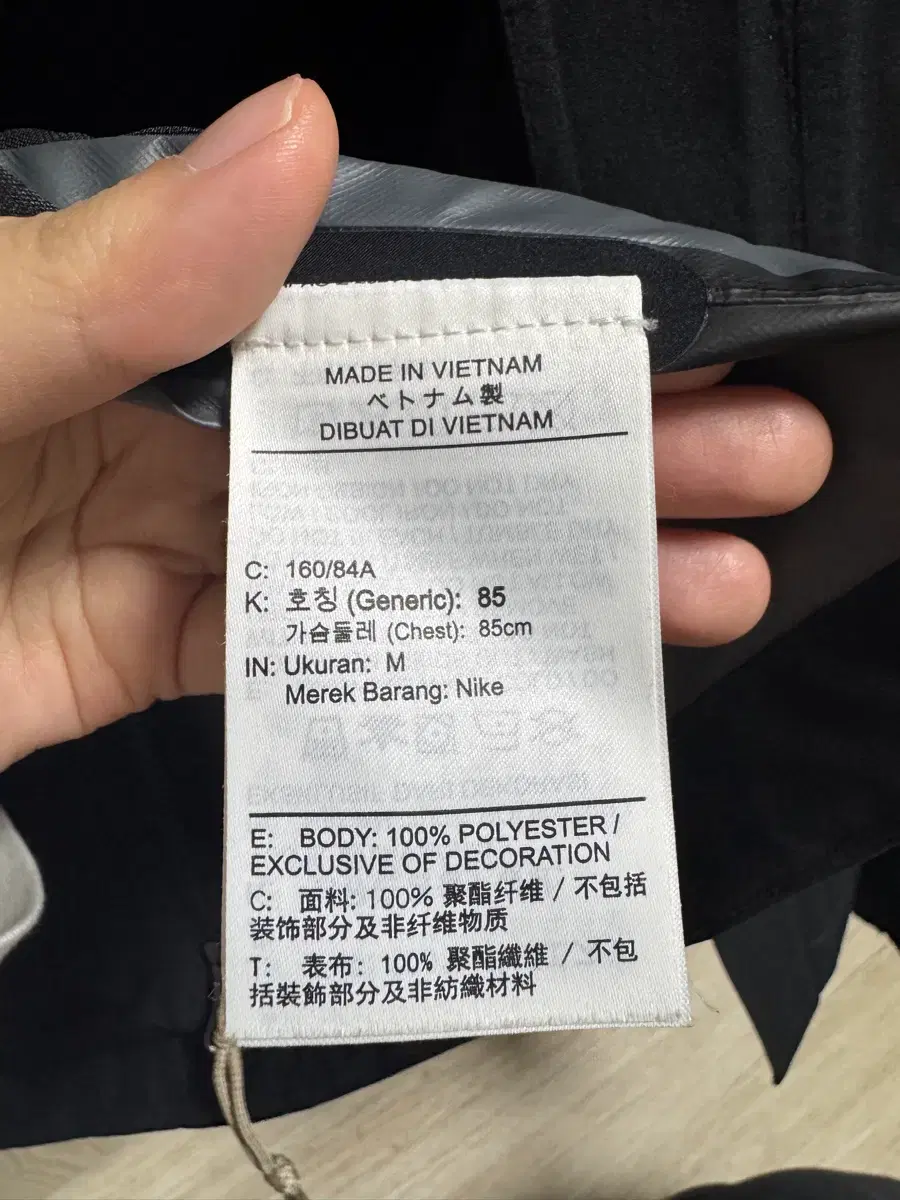 MADE IN VIETNAM
ベトナム製
DIBUAT DI VIETNAM
C: 160/84A
K: 호칭 (Generic): 85
가슴둘레 (Chest): 85cm
IN: Ukuran: M
Merek Barang: Nike
E: BODY: 100% POLYESTER /
EXCLUSIVE OF DECORATION
C: 面料: 100% 聚酯纤维 / 不包括
装饰部分及非纤维物质
T: 表布: 100% 聚酯纖維 / 不包
括裝飾部分及非紡織材料